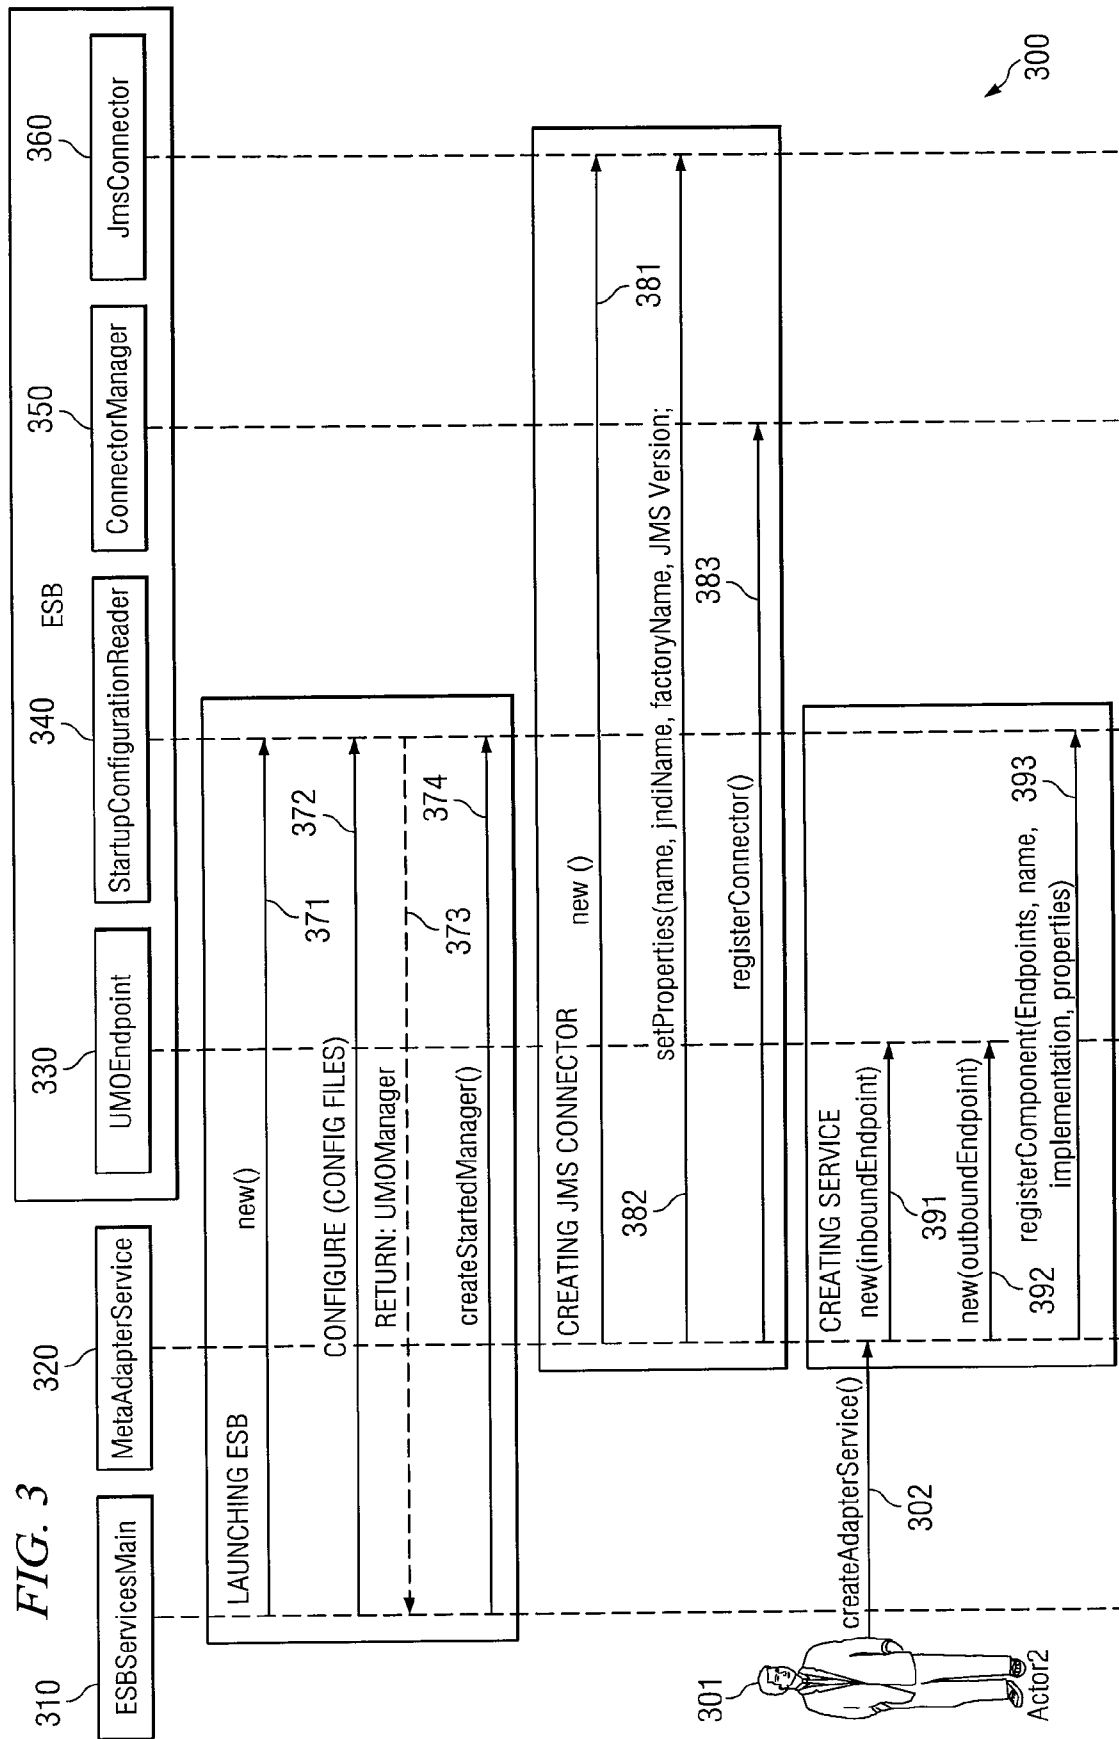 FIG. 3
ESB
310
ESBServicesMain
320
MetaAdapterService
330
UMOEndpoint
340
StartupConfigurationReader
350
ConnectorManager
360
JmsConnector
LAUNCHING ESB
new()
371
CONFIGURE (CONFIG FILES)
372
RETURN: UMOManager
373
createStartedManager()
374
CREATING JMS CONNECTOR
new ()
381
382
setProperties(name, jndiName, factoryName, JMS Version;
registerConnector()
383
301
Actor2
createAdapterService()
302
CREATING SERVICE
new(inboundEndpoint)
391
new(outboundEndpoint)
392
registerComponent(Endpoints, name,
implementation, properties)
393
300